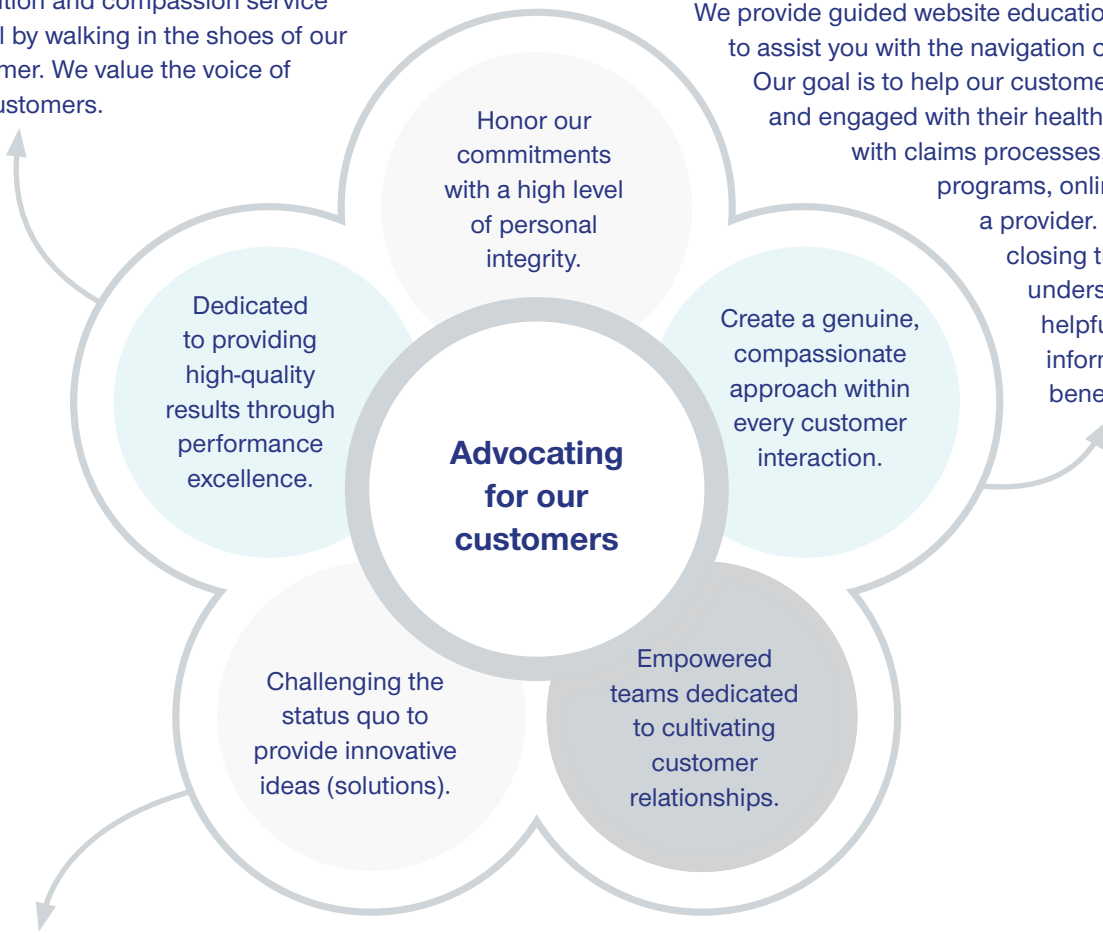 ition and compassion service
l by walking in the shoes of our
mer. We value the voice of
ustomers.
We provide guided website educatio
to assist you with the navigation o
Our goal is to help our custome
and engaged with their health
with claims processes,
programs, onlin
a provider.
closing t
unders
helpfu
inform
bene
Honor our
commitments
with a high level
of personal
integrity.
Dedicated
to providing
high-quality
results through
performance
excellence.
Create a genuine,
compassionate
approach within
every customer
interaction.
Advocating
for our
customers
Challenging the
status quo to
provide innovative
ideas (solutions).
Empowered
teams dedicated
to cultivating
customer
relationships.